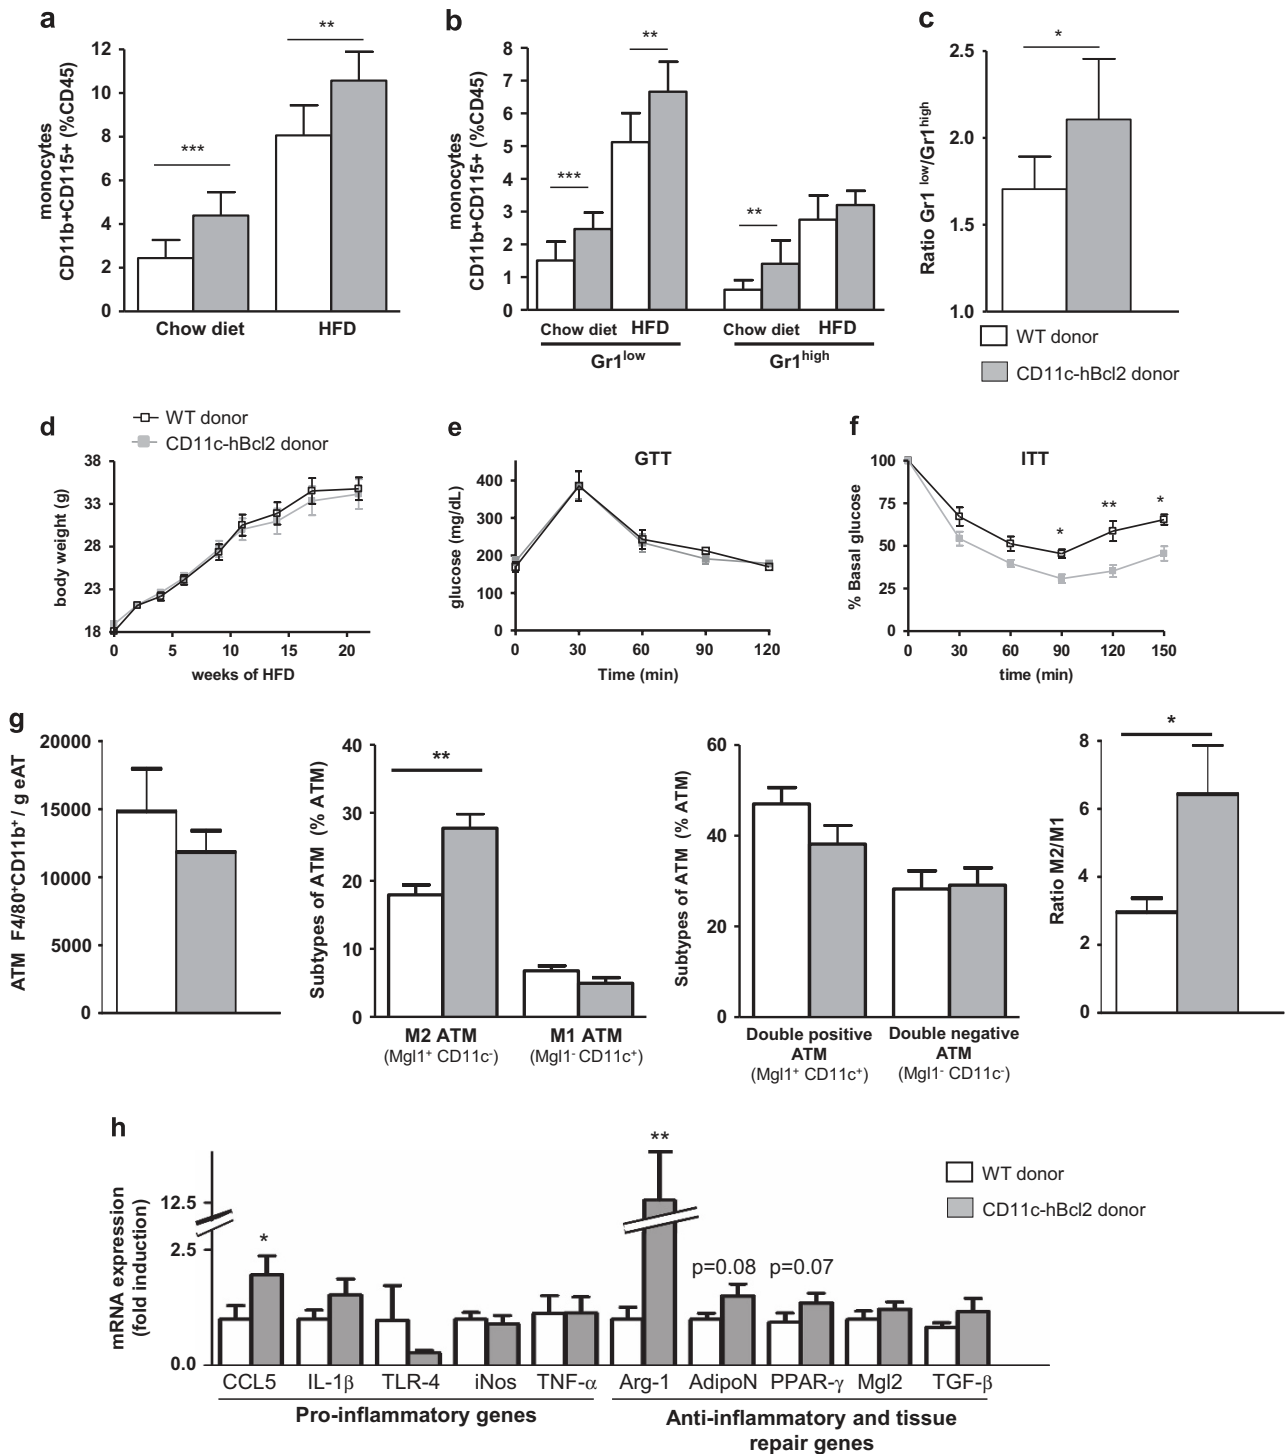 a
monocytes
CD11b+CD115+ (%CD45)
12
10
8
6
4
2
0
***
**
Chow diet
HFD
b
monocytes
CD11b+CD115+ (%CD45)
8
7
6
5
4
3
2
1
0
***
**
**
Chow diet
HFD
Chow diet
HFD
Gr1low
Gr1high
c
Ratio Gr1 low/Gr1high
2.5
2.0
1.5
1.0
*
WT donor
CD11c-hBcl2 donor
d
WT donor
CD11c-hBcl2 donor
body weight (g)
38
33
28
23
18
0
5
10
15
20
weeks of HFD
e
GTT
glucose (mg/dL)
400
300
200
100
0
0
30
60
90
120
Time (min)
f
ITT
% Basal glucose
100
75
50
25
0
*
**
*
0
30
60
90
120
150
time (min)
g
ATM F4/80+CD11b+ / g eAT
20000
15000
10000
5000
0
Subtypes of ATM (% ATM)
40
30
20
10
0
**
M2 ATM
(Mgl1+ CD11c-)
M1 ATM
(Mgl1- CD11c+)
Subtypes of ATM (% ATM)
60
40
20
0
Double positive
ATM
(Mgl1+ CD11c+)
Double negative
ATM
(Mgl1- CD11c-)
Ratio M2/M1
8
6
4
2
0
*
h
mRNA expression
(fold induction)
12.5
2.5
0.0
*
**
p=0.08
p=0.07
WT donor
CD11c-hBcl2 donor
CCL5
IL-1β
TLR-4
iNos
TNF-α
Arg-1
AdipoN
PPAR-γ
Mgl2
TGF-β
Pro-inflammatory genes
Anti-inflammatory and tissue
repair genes